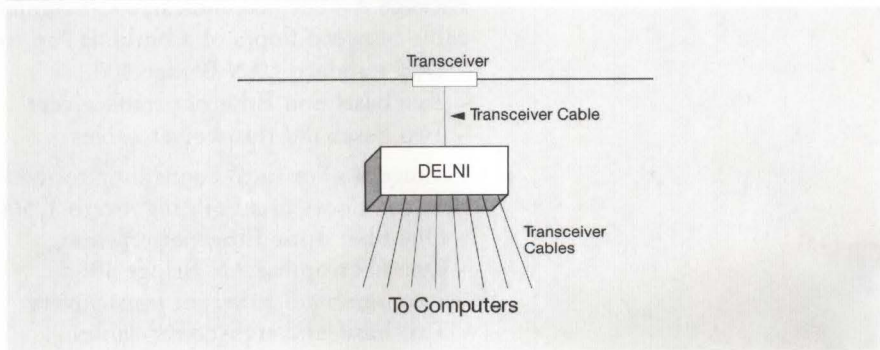 Transceiver
◄ Transceiver Cable
DELNI
Transceiver
Cables
To Computers